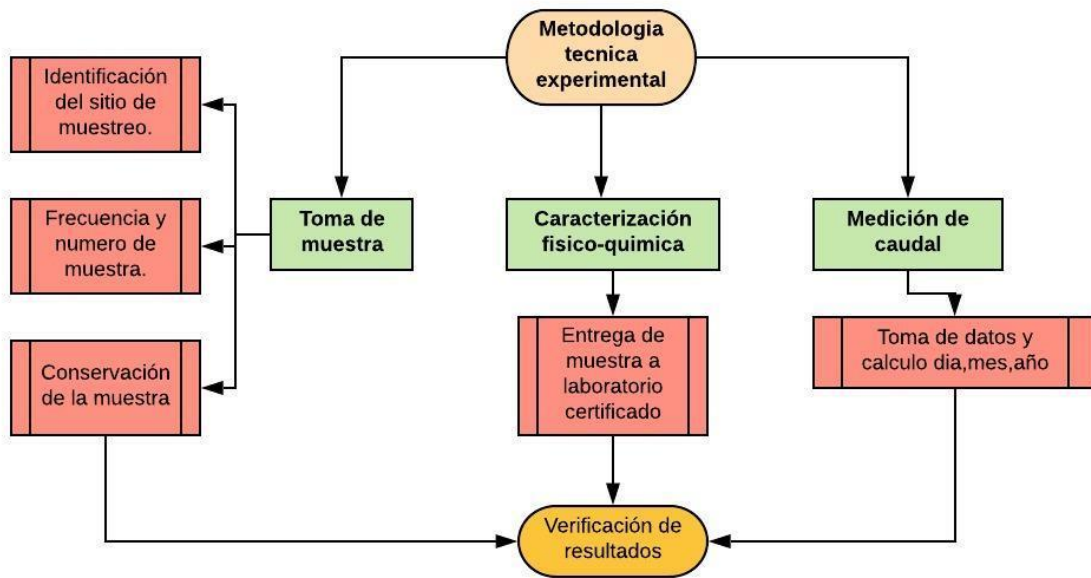 Metodologia
tecnica
experimental
Identificación
del sitio de
muestreo.
Frecuencia y
numero de
muestra.
Conservación
de la muestra
Toma de
muestra
Caracterización
fisico-quimica
Medición de
caudal
Entrega de
muestra a
laboratorio
certificado
Toma de datos y
calculo dia,mes,año
Verificación de
resultados